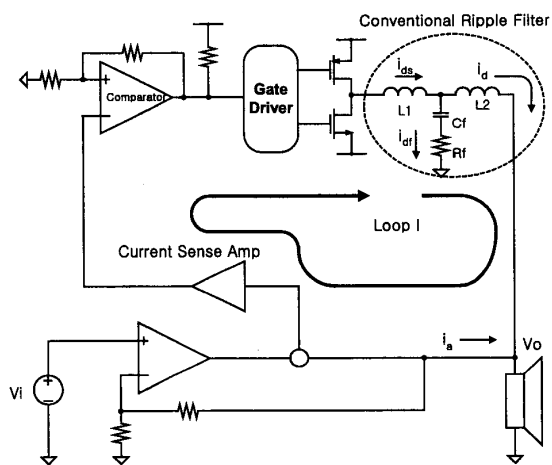 Conventional Ripple Filter
Comparator
Gate
Driver
ids
id
L1
L2
Cf
idf
Rf
Loop I
Current Sense Amp
ia
Vo
Vi